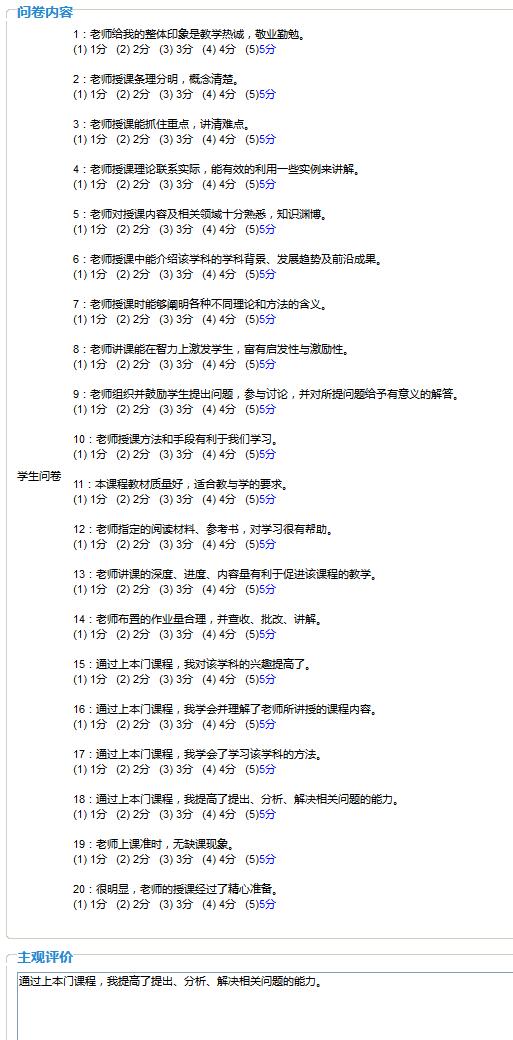 问卷内容
1：老师给我的整体印象是教学热诚，敬业勤勉。
(1) 1分 (2) 2分 (3) 3分 (4) 4分 (5)5分
2：老师授课条理分明，概念清楚。
(1) 1分 (2) 2分 (3) 3分 (4) 4分 (5)5分
3：老师授课能抓住重点，讲清难点。
(1) 1分 (2) 2分 (3) 3分 (4) 4分 (5)5分
4：老师授课理论联系实际，能有效的利用一些实例来讲解。
(1) 1分 (2) 2分 (3) 3分 (4) 4分 (5)5分
5：老师对授课内容及相关领域十分熟悉，知识渊博。
(1) 1分 (2) 2分 (3) 3分 (4) 4分 (5)5分
6：老师授课中能介绍该学科的学科背景、发展趋势及前沿成果。
(1) 1分 (2) 2分 (3) 3分 (4) 4分 (5)5分
7：老师授课时能够阐明各种不同理论和方法的含义。
(1) 1分 (2) 2分 (3) 3分 (4) 4分 (5)5分
8：老师讲课能在智力上激发学生，富有启发性与激励性。
(1) 1分 (2) 2分 (3) 3分 (4) 4分 (5)5分
9：老师组织并鼓励学生提出问题，参与讨论，并对所提问题给予有意义的解答。
(1) 1分 (2) 2分 (3) 3分 (4) 4分 (5)5分
10：老师授课方法和手段有利于我们学习。
(1) 1分 (2) 2分 (3) 3分 (4) 4分 (5)5分
学生问卷
11：本课程教材质量好，适合教与学的要求。
(1) 1分 (2) 2分 (3) 3分 (4) 4分 (5)5分
12：老师指定的阅读材料、参考书，对学习很有帮助。
(1) 1分 (2) 2分 (3) 3分 (4) 4分 (5)5分
13：老师讲课的深度、进度、内容量有利于促进该课程的教学。
(1) 1分 (2) 2分 (3) 3分 (4) 4分 (5)5分
14：老师布置的作业量合理，并查收、批改、讲解。
(1) 1分 (2) 2分 (3) 3分 (4) 4分 (5)5分
15：通过上本门课程，我对该学科的兴趣提高了。
(1) 1分 (2) 2分 (3) 3分 (4) 4分 (5)5分
16：通过上本门课程，我学会并理解了老师所讲授的课程内容。
(1) 1分 (2) 2分 (3) 3分 (4) 4分 (5)5分
17：通过上本门课程，我学会了学习该学科的方法。
(1) 1分 (2) 2分 (3) 3分 (4) 4分 (5)5分
18：通过上本门课程，我提高了提出、分析、解决相关问题的能力。
(1) 1分 (2) 2分 (3) 3分 (4) 4分 (5)5分
19：老师上课准时，无缺课现象。
(1) 1分 (2) 2分 (3) 3分 (4) 4分 (5)5分
20：很明显，老师的授课经过了精心准备。
(1) 1分 (2) 2分 (3) 3分 (4) 4分 (5)5分
主观评价
通过上本门课程，我提高了提出、分析、解决相关问题的能力。